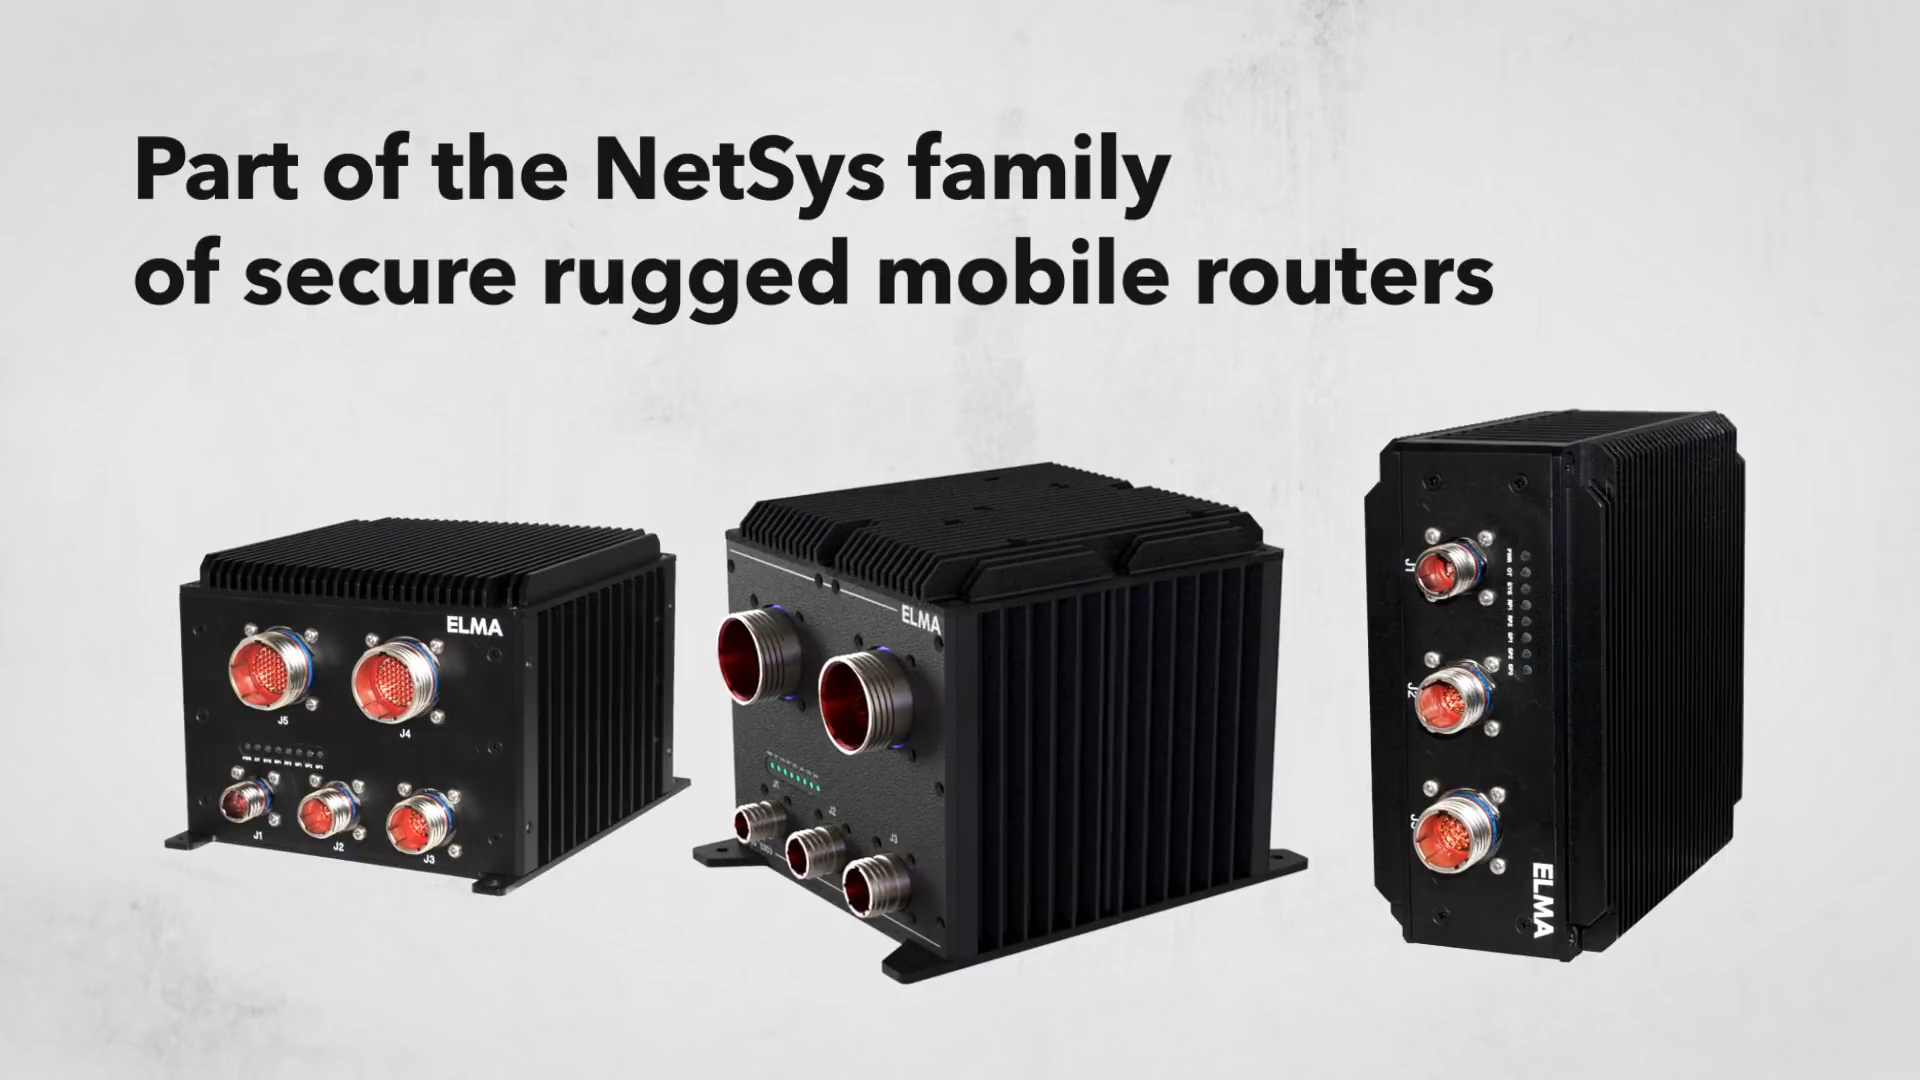 Part of the NetSys family
of secure rugged mobile routers
ELMA
J5
J4
J1
J2
J3
ELMA
J1
J2
J3
J1
J2
ELMA